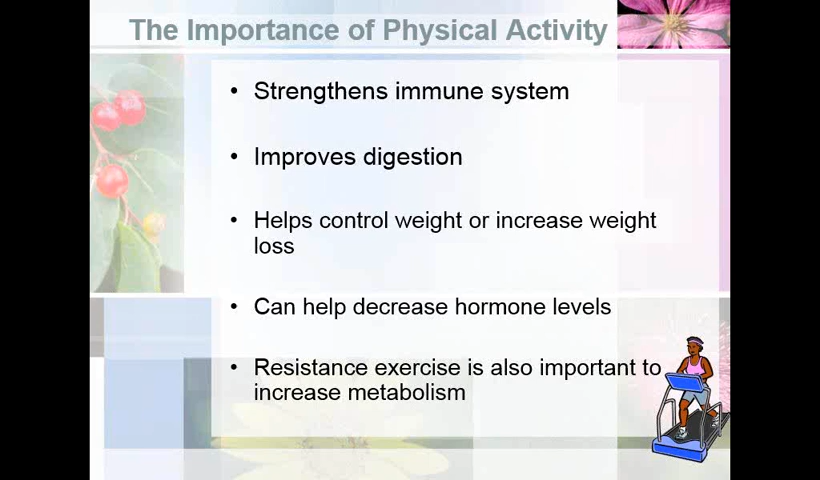 The Importance of Physical Activity
• Strengthens immune system
• Improves digestion
• Helps control weight or increase weight
loss
• Can help decrease hormone levels
• Resistance exercise is also important to
increase metabolism